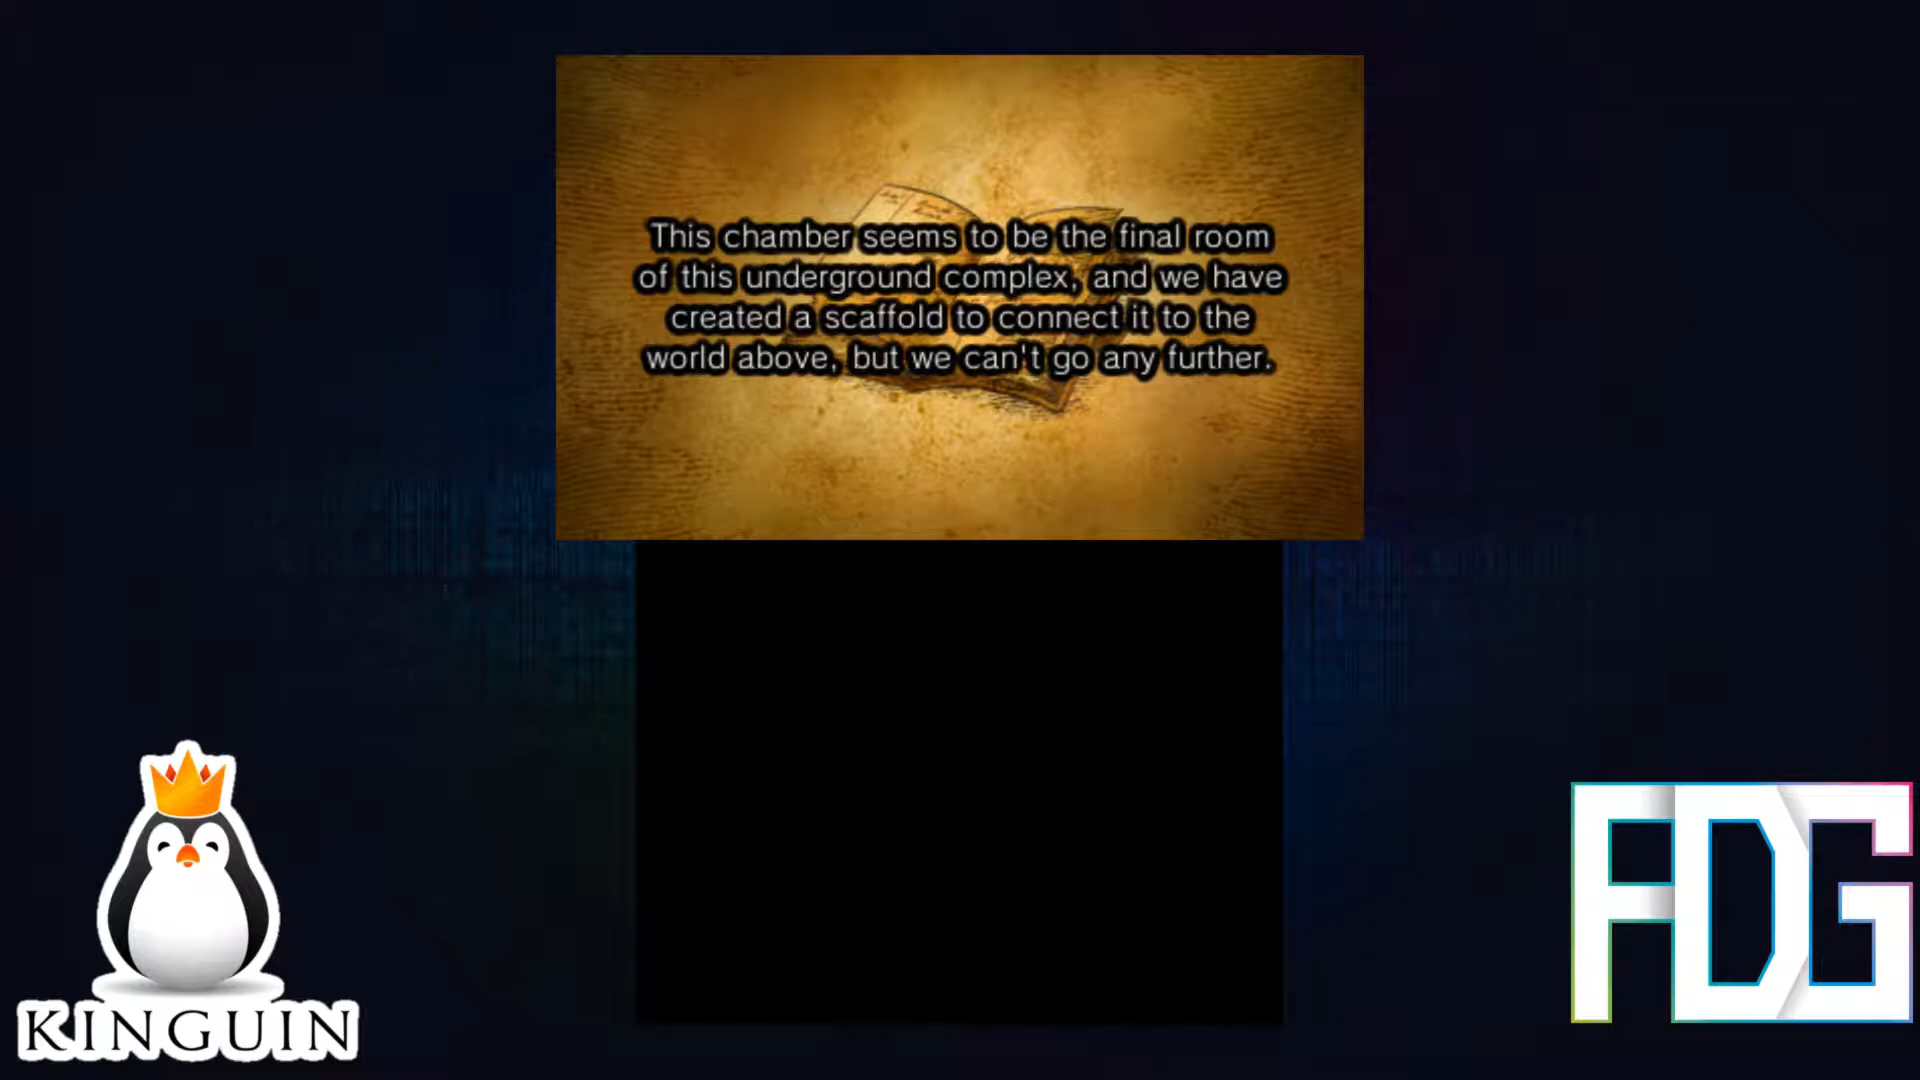 This chamber seems to be the final room
of this underground complex, and we have
created a scaffold to connect it to the
world above, but we can't go any further.
KINGUIN
FDG